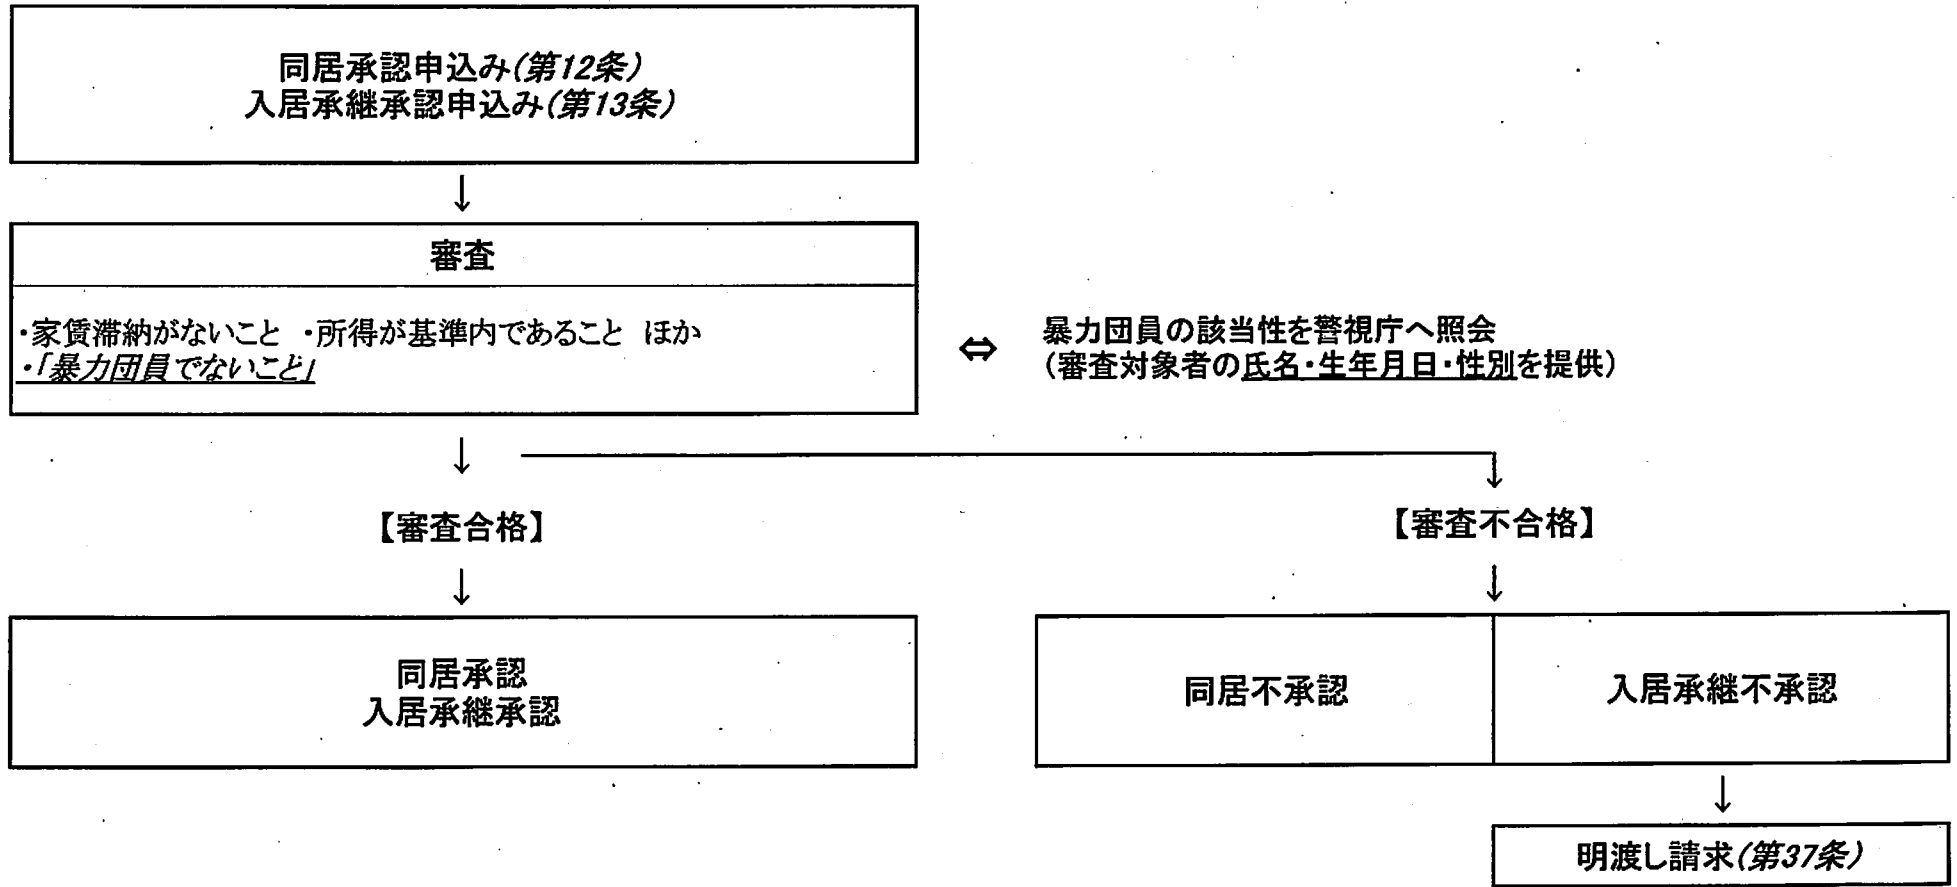 同居承認申込み(第12条)
入居承継承認申込み(第13条)
↓
審査
・家賃滞納がないこと ・所得が基準内であること ほか
・「暴力団員でないこと」
⇔
暴力団員の該当性を警視庁へ照会
(審査対象者の氏名・生年月日・性別を提供)
↓
【審査合格】
【審査不合格】
↓
↓
同居承認
入居承継承認
同居不承認
入居承継不承認
↓
明渡し請求(第37条)